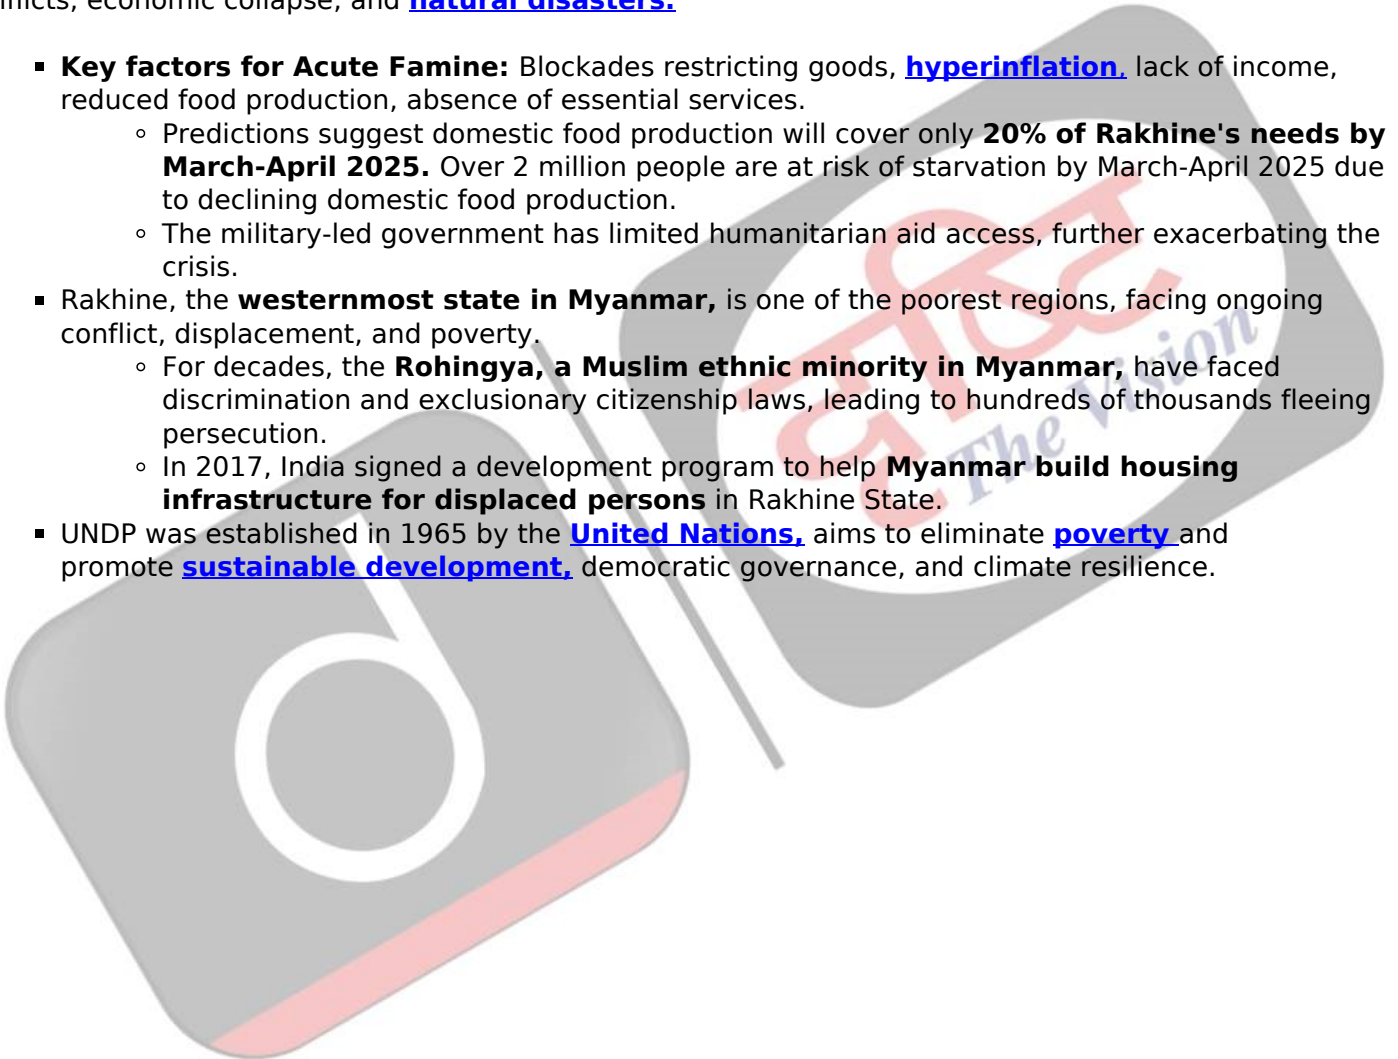 nflicts, economic collapse, and natural disasters.
▪ Key factors for Acute Famine: Blockades restricting goods, hyperinflation, lack of income,
reduced food production, absence of essential services.
◦ Predictions suggest domestic food production will cover only 20% of Rakhine's needs by
March-April 2025. Over 2 million people are at risk of starvation by March-April 2025 due
to declining domestic food production.
◦ The military-led government has limited humanitarian aid access, further exacerbating the
crisis.
▪ Rakhine, the westernmost state in Myanmar, is one of the poorest regions, facing ongoing
conflict, displacement, and poverty.
◦ For decades, the Rohingya, a Muslim ethnic minority in Myanmar, have faced
discrimination and exclusionary citizenship laws, leading to hundreds of thousands fleeing
persecution.
◦ In 2017, India signed a development program to help Myanmar build housing
infrastructure for displaced persons in Rakhine State.
▪ UNDP was established in 1965 by the United Nations, aims to eliminate poverty and
promote sustainable development, democratic governance, and climate resilience.
दृष्टि
The Vision
d